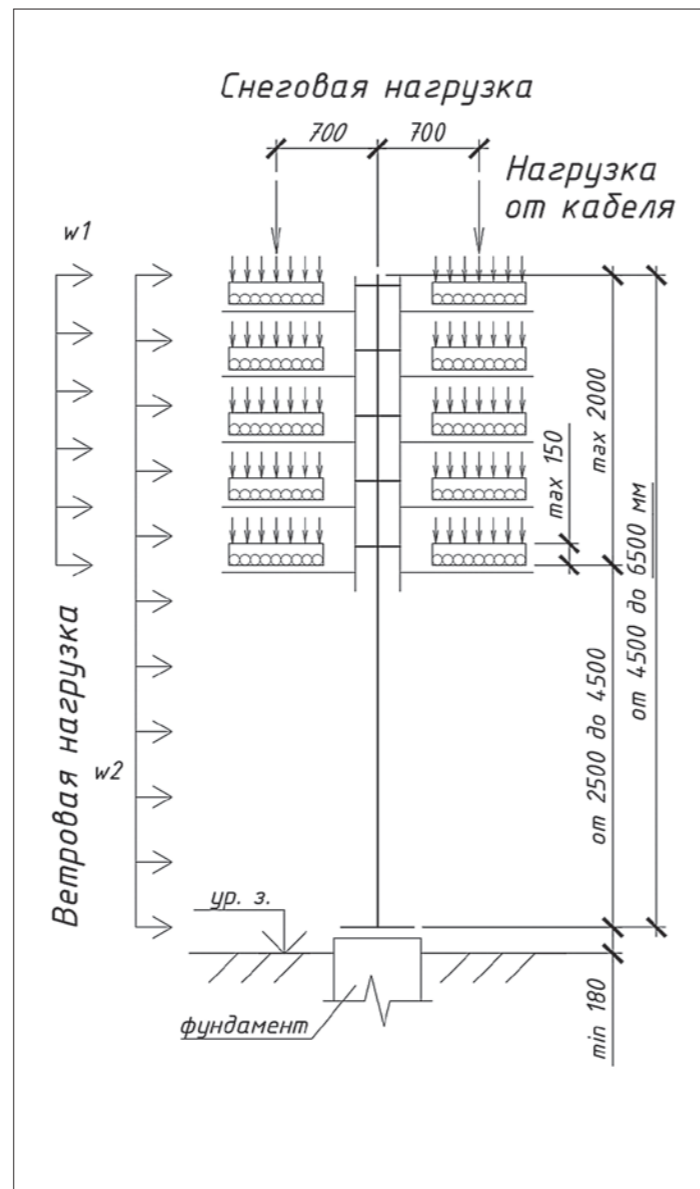 Снеговая нагрузка
700
700
Нагрузка
от кабеля
w1
max 2000
max 150
от 4500 до 6500 мм
Ветровая нагрузка
от 2500 до 4500
w2
ур. з.
фундамент
min 180